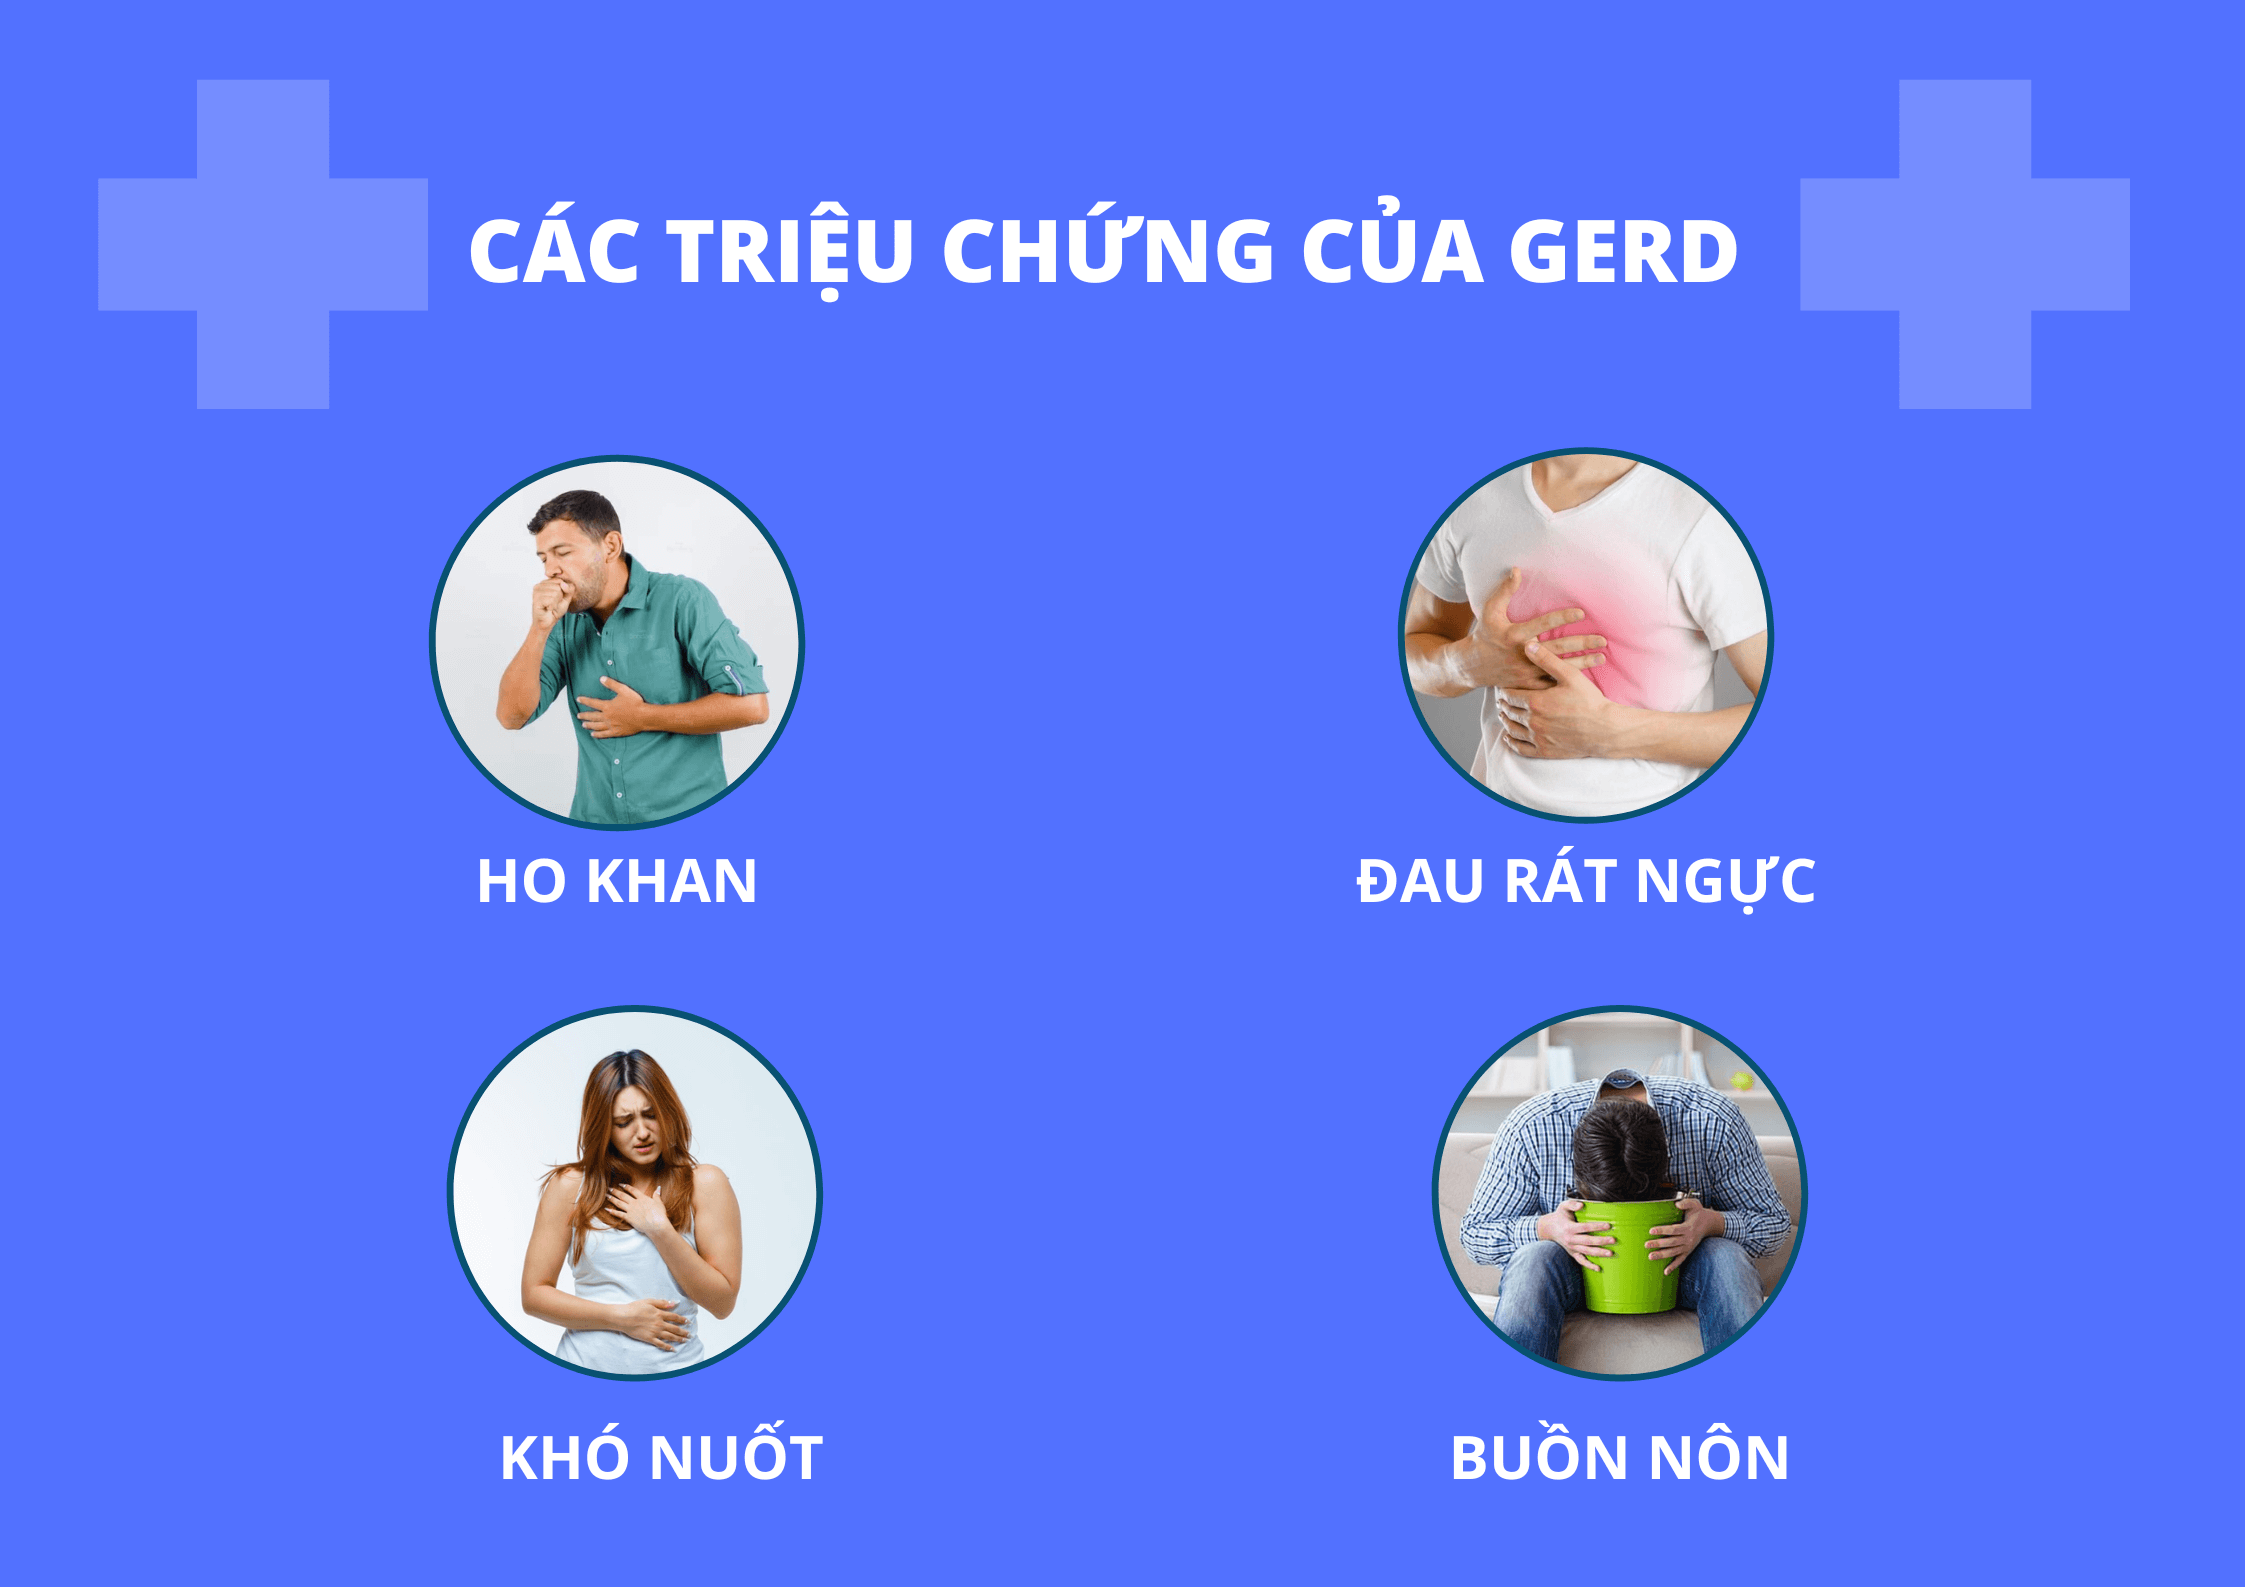 CÁC TRIỆU CHỨNG CỦA GERD
HO KHAN
ĐAU RÁT NGỰC
KHÓ NUỐT
BUỒN NÔN